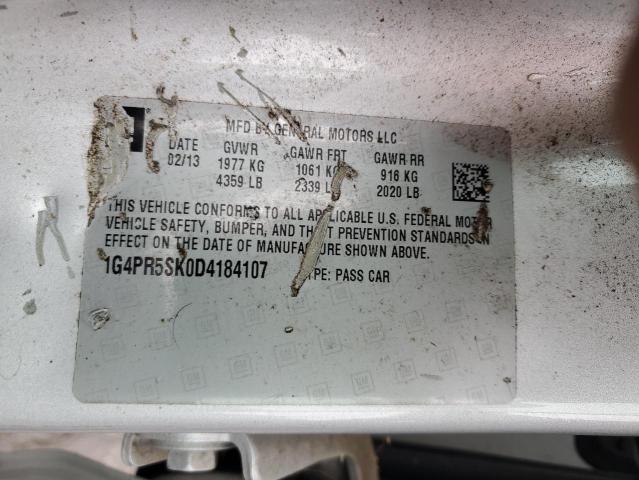 MFD BY GENERAL MOTORS LLC
DATE GVWR GAWR FRT GAWR RR
02/13 1977 KG 1061 KG 916 KG
4359 LB 2339 LB 2020 LB
THIS VEHICLE CONFORMS TO ALL APPLICABLE U.S. FEDERAL MOTOR
VEHICLE SAFETY, BUMPER, AND THEFT PREVENTION STANDARDS IN
EFFECT ON THE DATE OF MANUFACTURE SHOWN ABOVE.
1G4PR5SK0D4184107 TYPE: PASS CAR